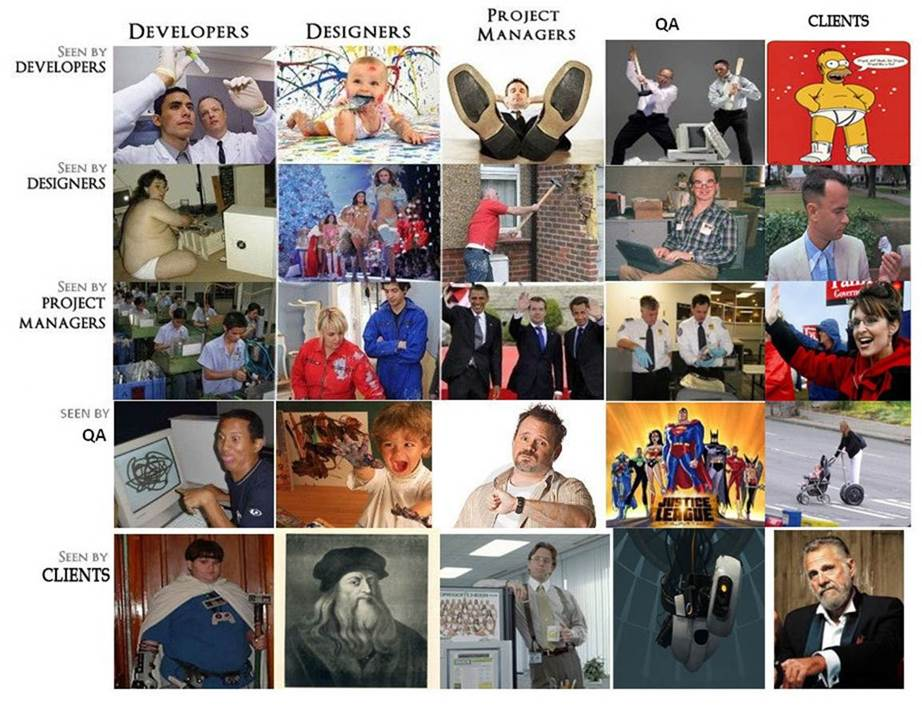 DEVELOPERS
DESIGNERS
PROJECT
MANAGERS
QA
CLIENTS
SEEN BY
DEVELOPERS
SEEN BY
DESIGNERS
SEEN BY
PROJECT
MANAGERS
Govern
SEEN BY
QA
JUSTICE
LEAGUE
SEEN BY
CLIENTS